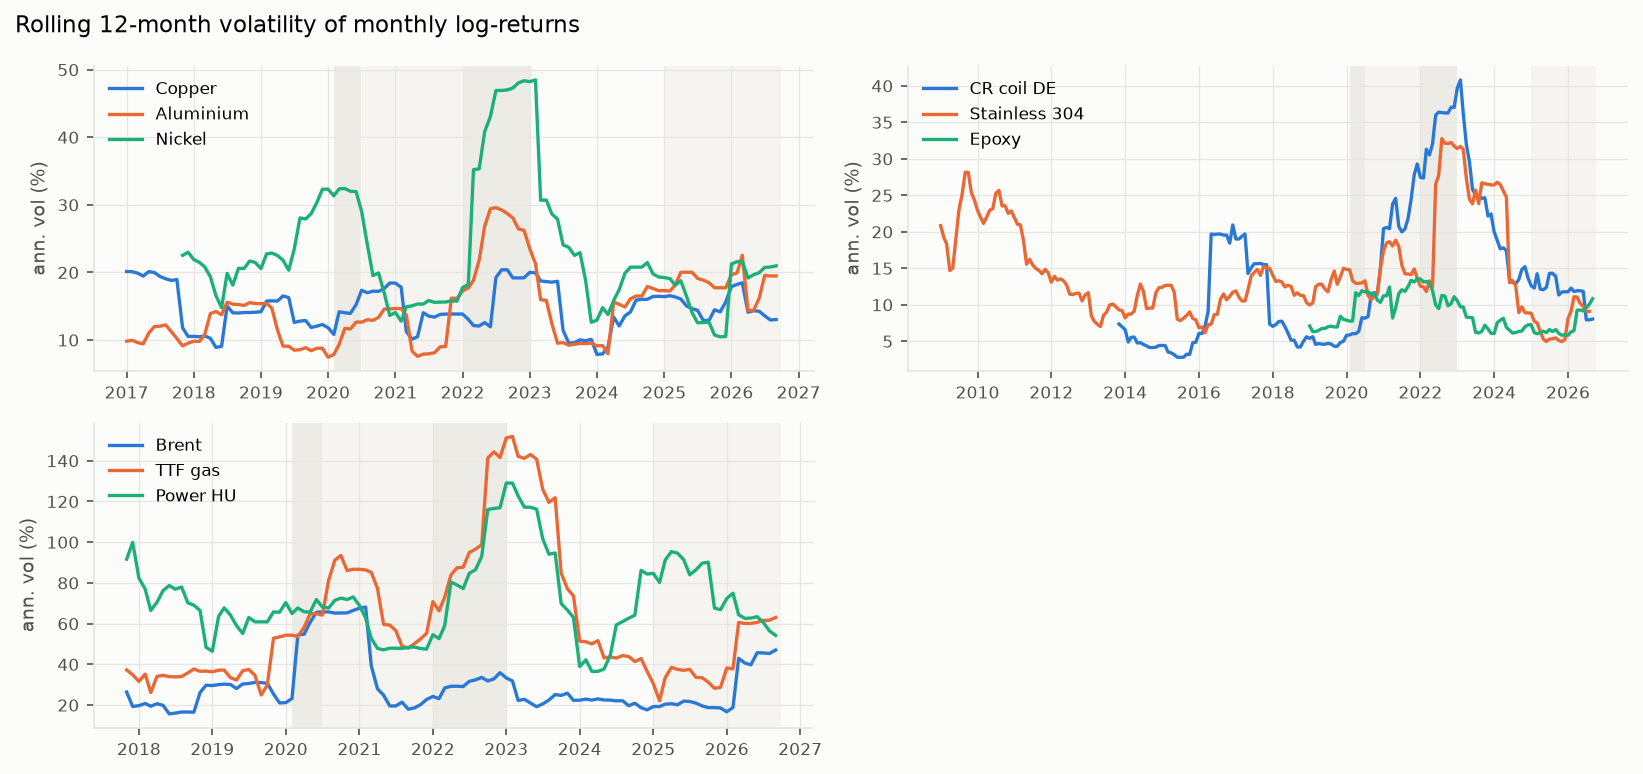 Rolling 12-month volatility of monthly log-returns
ann. vol (%)
50
40
30
20
10
Copper
Aluminium
Nickel
2017 2018 2019 2020 2021 2022 2023 2024 2025 2026 2027
ann. vol (%)
40
35
30
25
20
15
10
5
CR coil DE
Stainless 304
Epoxy
2010 2012 2014 2016 2018 2020 2022 2024 2026
ann. vol (%)
140
120
100
80
60
40
20
Brent
TTF gas
Power HU
2018 2019 2020 2021 2022 2023 2024 2025 2026 2027